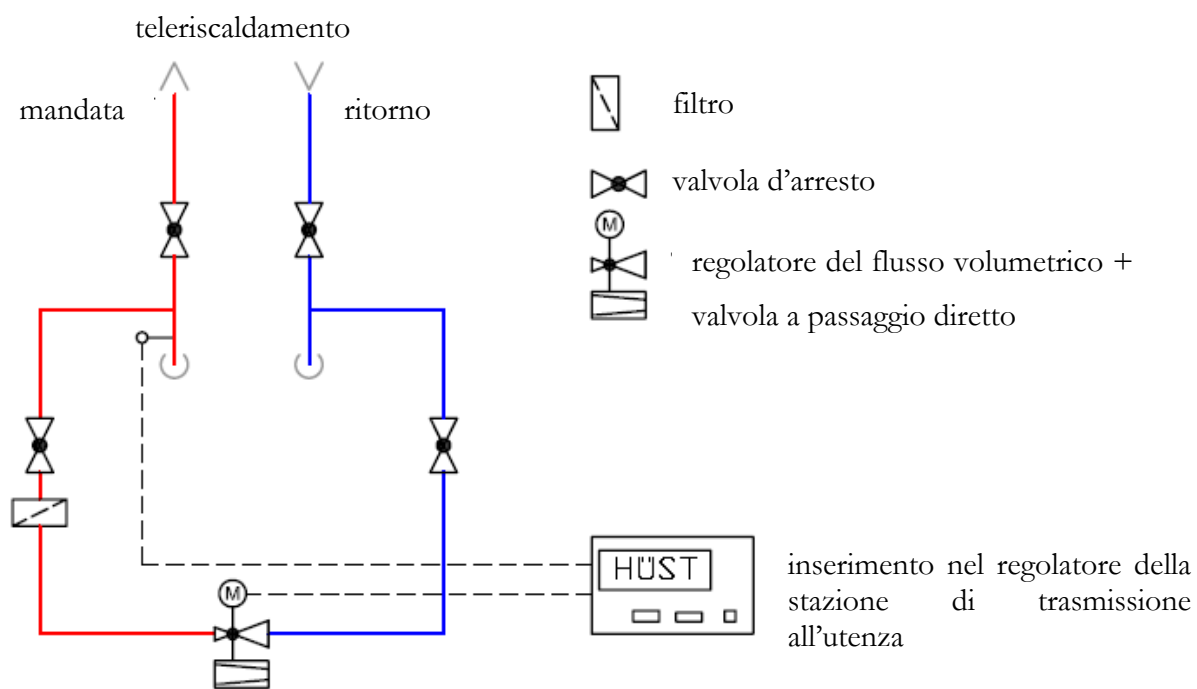 teleriscaldamento
mandata
ritorno
filtro
valvola d'arresto
M
regolatore del flusso volumetrico +
valvola a passaggio diretto
HÜST
M
inserimento nel regolatore della
stazione di trasmissione
all'utenza